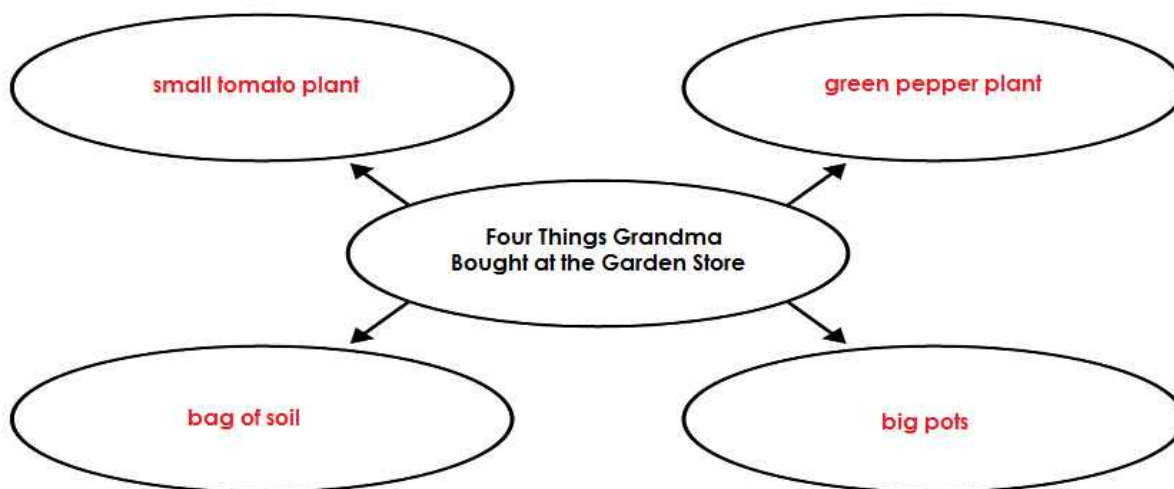 small tomato plant
green pepper plant
Four Things Grandma
Bought at the Garden Store
bag of soil
big pots